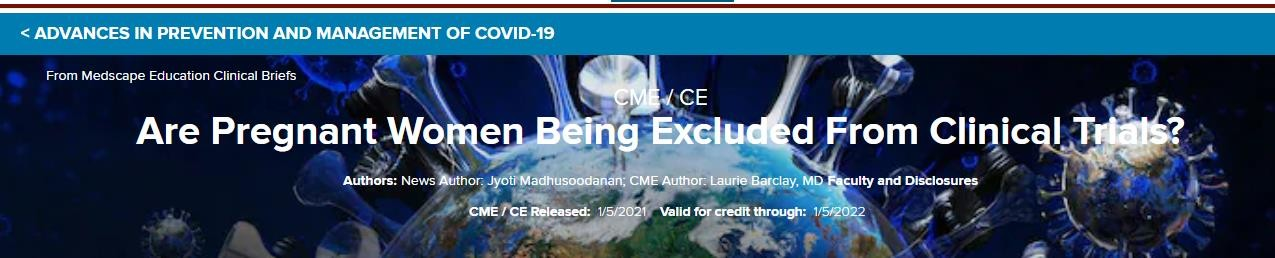 < ADVANCES IN PREVENTION AND MANAGEMENT OF COVID-19
From Medscape Education Clinical Briefs
CME / CE
Are Pregnant Women Being Excluded From Clinical Trials?
Authors: News Author: Jyoti Madhusoodanan; CME Author: Laurie Barclay, MD Faculty and Disclosures
CME / CE Released: 1/5/2021 Valid for credit through: 1/5/2022